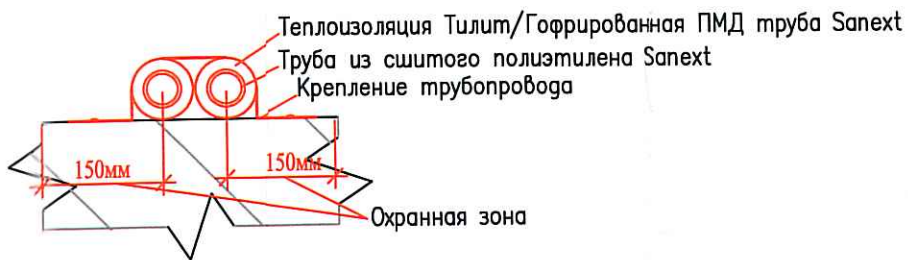 Теплоизоляция Тилит/Гофрированная ПМД труба Sanext
Труба из сшитого полиэтилена Sanext
Крепление трубопровода
150мм 150мм
Охранная зона